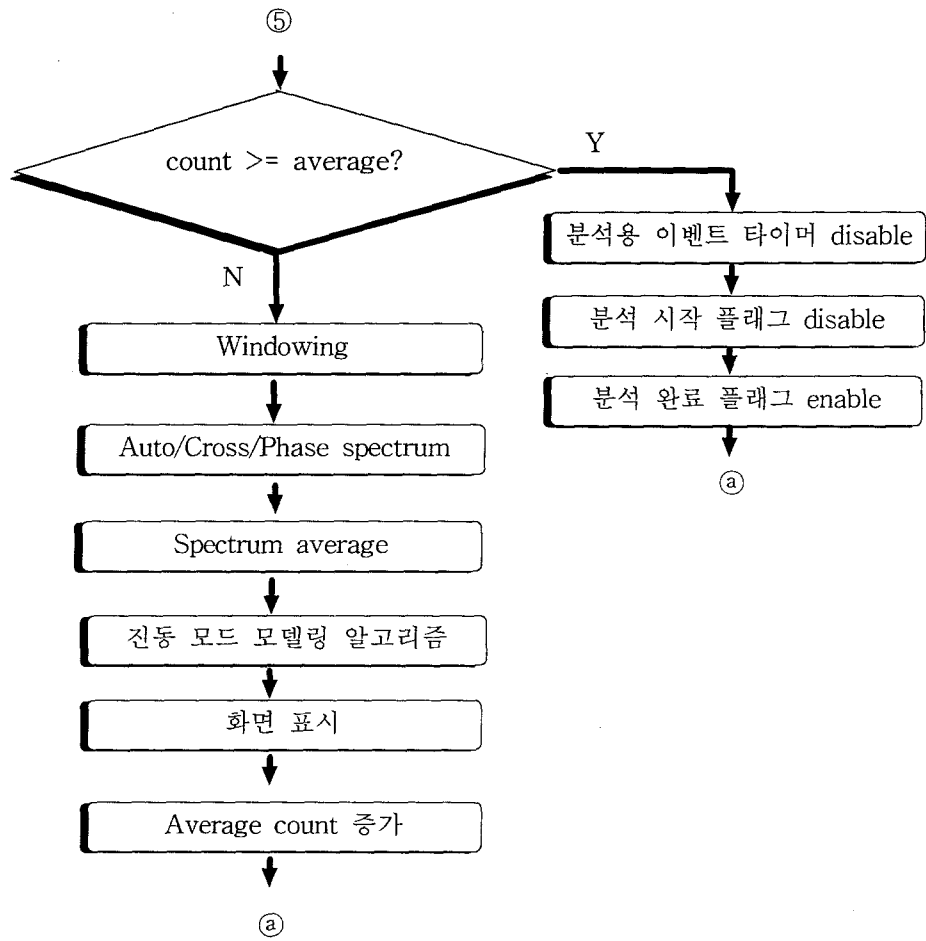 ⑤
count >= average?
Y
N
분석용 이벤트 타이머 disable
분석 시작 플래그 disable
분석 완료 플래그 enable
ⓐ
Windowing
Auto/Cross/Phase spectrum
Spectrum average
진동 모드 모델링 알고리즘
화면 표시
Average count 증가
ⓐ